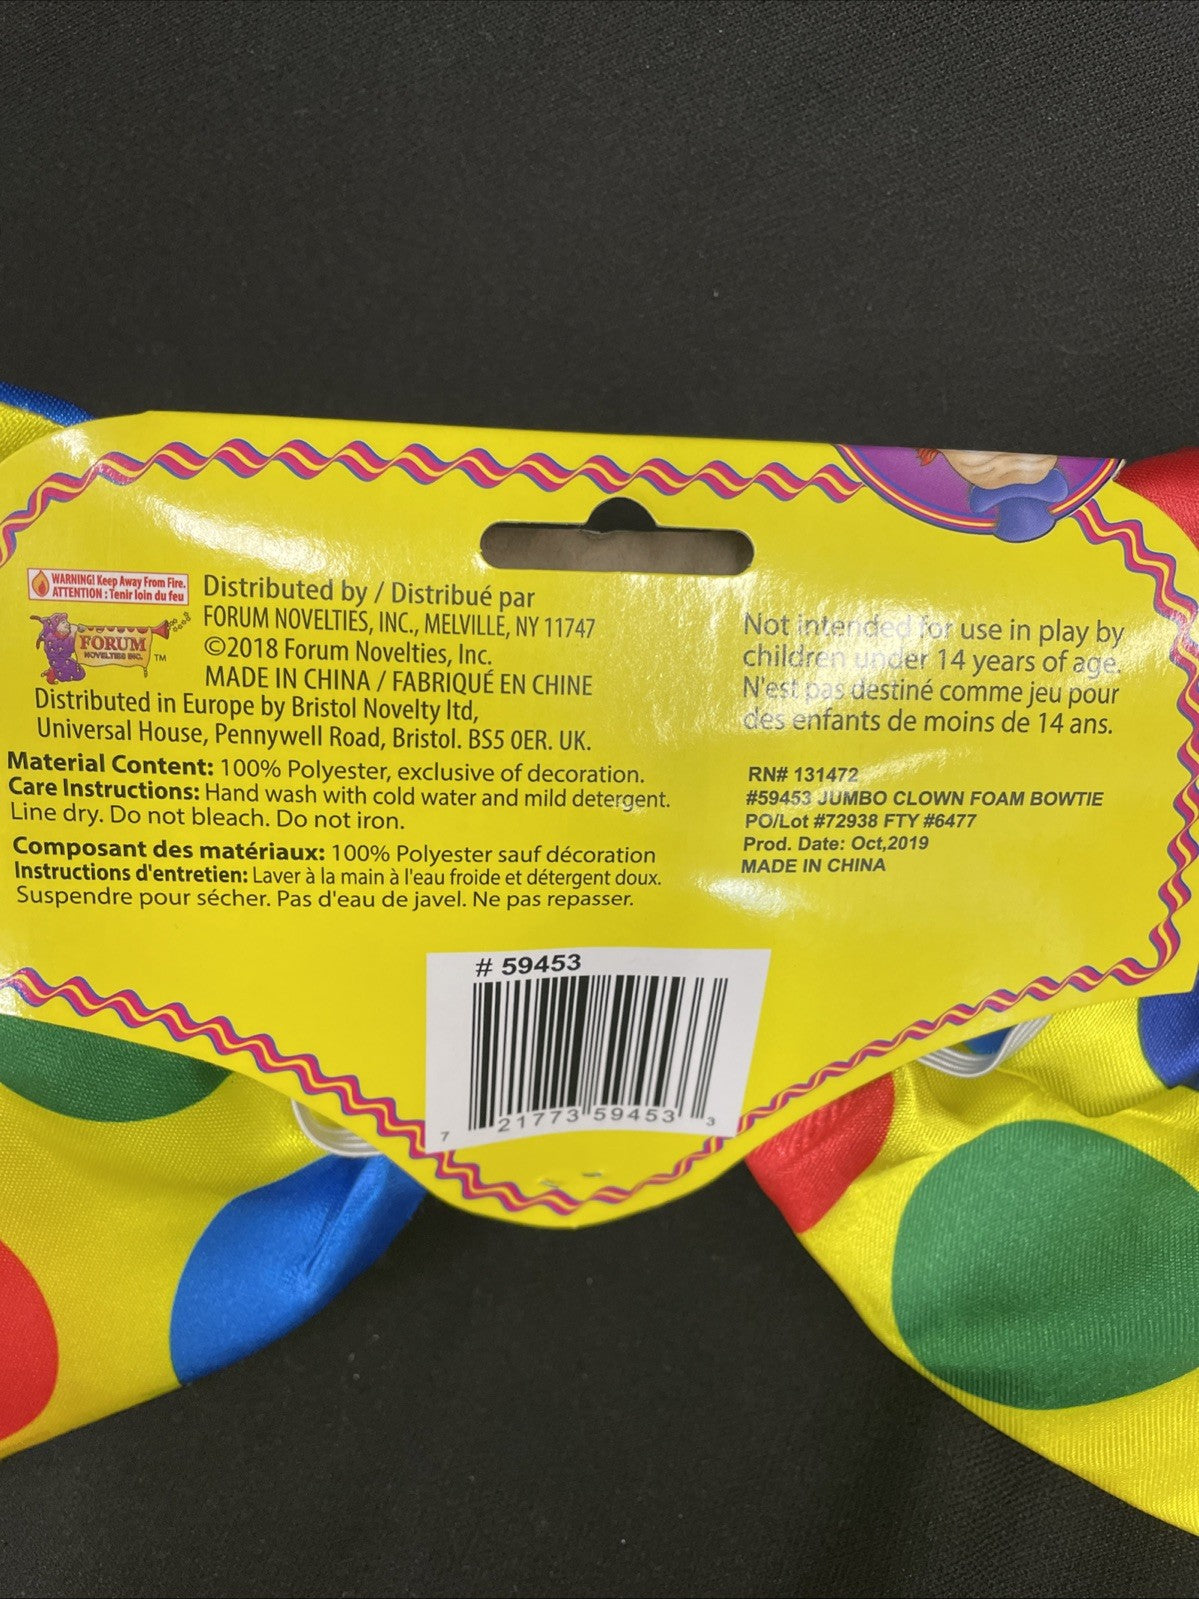 WARNING! Keep Away From Fire.
ATTENTION : Tenir loin du feu
FORUM
NOVELTIES INC.
TM
Distributed by / Distribué par
FORUM NOVELTIES, INC., MELVILLE, NY 11747
©2018 Forum Novelties, Inc.
MADE IN CHINA / FABRIQUÉ EN CHINE
Distributed in Europe by Bristol Novelty ltd,
Universal House, Pennywell Road, Bristol. BS5 0ER. UK.
Material Content: 100% Polyester, exclusive of decoration.
Care Instructions: Hand wash with cold water and mild detergent.
Line dry. Do not bleach. Do not iron.
Composant des matériaux: 100% Polyester sauf décoration
Instructions d'entretien: Laver à la main à l'eau froide et détergent doux.
Suspendre pour sécher. Pas d'eau de javel. Ne pas repasser.
Not intended for use in play by
children under 14 years of age.
N'est pas destiné comme jeu pour
des enfants de moins de 14 ans.
RN# 131472
#59453 JUMBO CLOWN FOAM BOWTIE
PO/Lot #72938 FTY #6477
Prod. Date: Oct,2019
MADE IN CHINA
# 59453
7 21773 59453 3